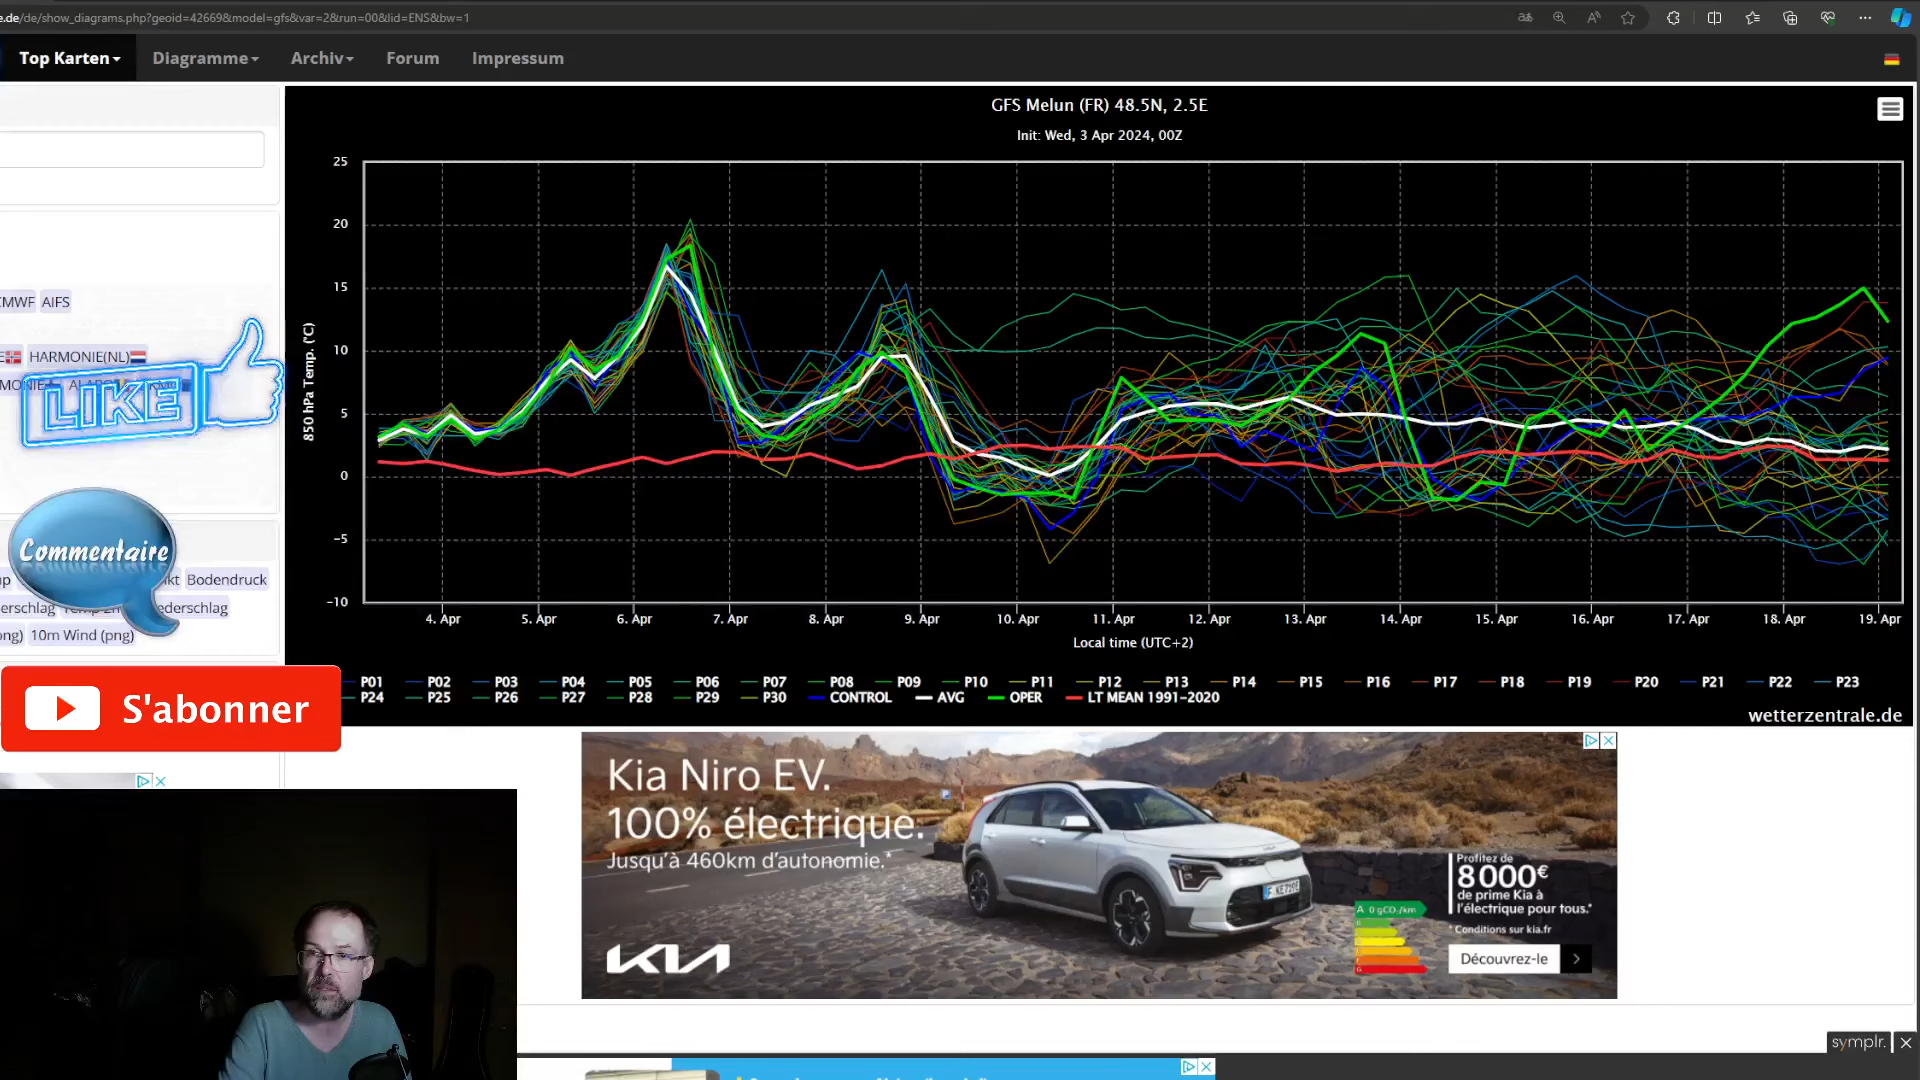 e.de/de/show_diagrams.php?geoid=42669&model=gfs&var=2&run=00&lid=ENS&bw=1
Top Karten
Diagramme
Archiv
Forum
Impressum
GFS Melun (FR) 48.5N, 2.5E
Init: Wed, 3 Apr 2024, 00Z
25
20
15
10
5
0
-5
-10
850 hPa Temp. (°C)
4. Apr
5. Apr
6. Apr
7. Apr
8. Apr
9. Apr
10. Apr
11. Apr
12. Apr
13. Apr
14. Apr
15. Apr
16. Apr
17. Apr
18. Apr
19. Apr
Local time (UTC+2)
P01 P02 P03 P04 P05 P06 P07 P08 P09 P10 P11 P12 P13 P14 P15 P16 P17 P18 P19 P20 P21 P22 P23
P24 P25 P26 P27 P28 P29 P30 CONTROL AVG OPER LT MEAN 1991-2020
wetterzentrale.de
CMWF AIFS
HARMONIE(NL)
LIKE
Commentaire
Bodendruck
erschlag
ederschlag
10m Wind (png)
S'abonner
Kia Niro EV.
100% électrique.
Jusqu'à 460km d'autonomie.*
KIA
Profitez de
8000€
de prime Kia à
l'électrique pour tous.*
* Conditions sur kia.fr
A 0 gCO₂/km
Découvrez-le
symplr.